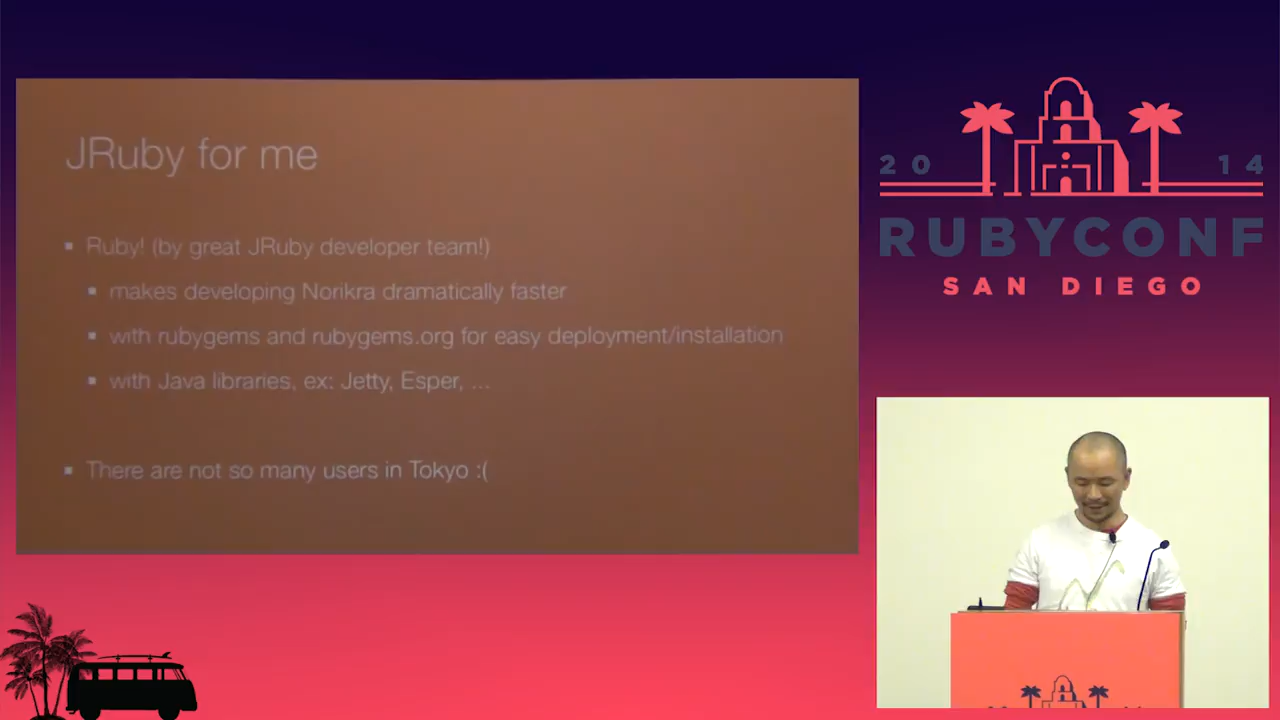 JRuby for me
Ruby! (by great JRuby developer team!)
makes developing Norikra dramatically faster
with rubygems and rubygems.org for easy deployment/installation
with Java libraries, ex: Jetty, Esper, ...
There are not so many users in Tokyo :(
20 14
RUBYCONF
SAN DIEGO